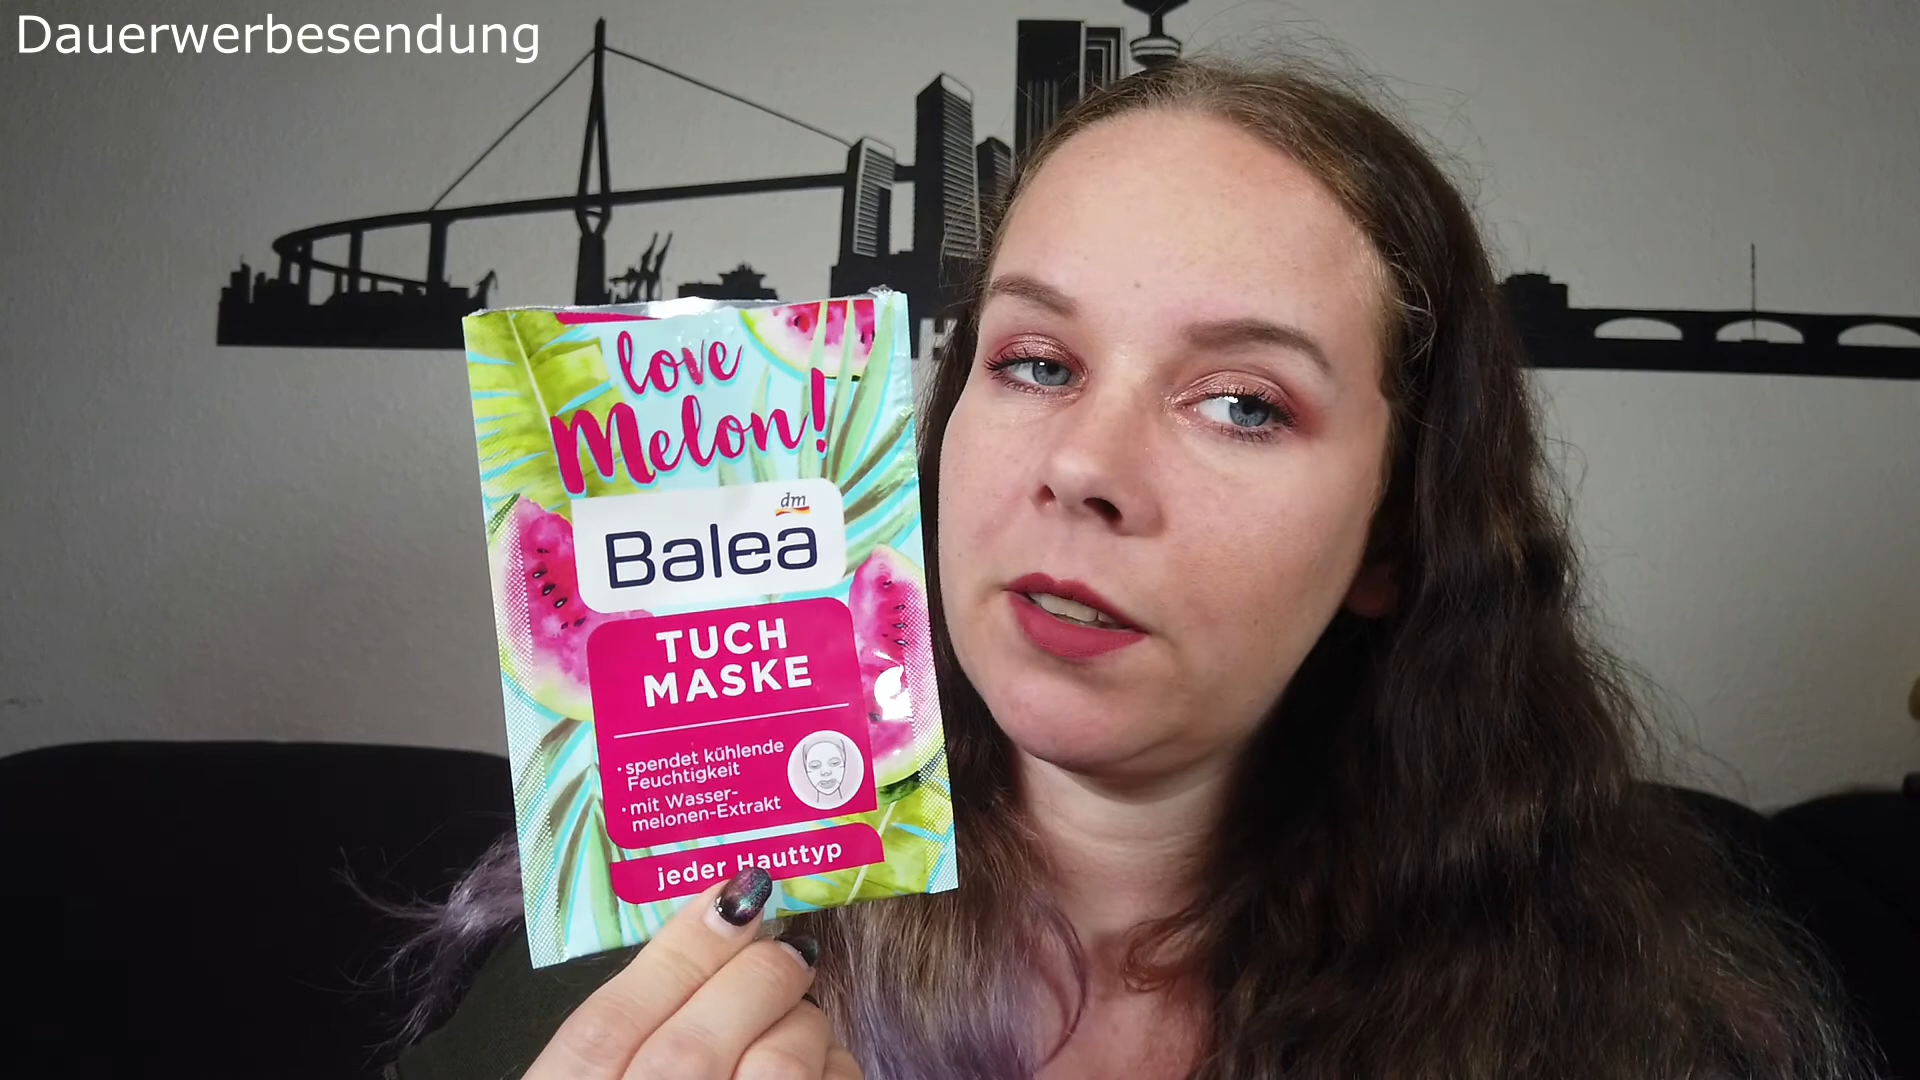 Dauerwerbesendung
love
Melon!
dm
Balea
TUCH
MASKE
· spendet kühlende
Feuchtigkeit
· mit Wasser-
melonen-Extrakt
jeder Hauttyp